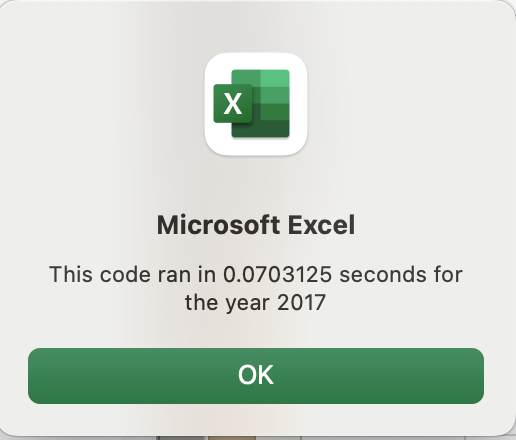 X
Microsoft Excel
This code ran in 0.0703125 seconds for
the year 2017
OK